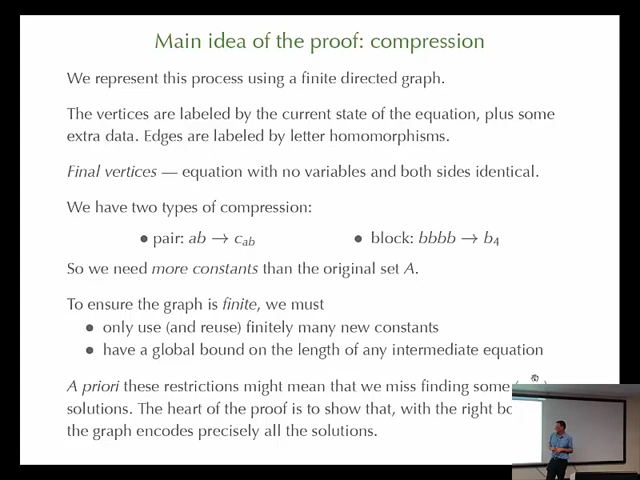 Main idea of the proof: compression
We represent this process using a finite directed graph.
The vertices are labeled by the current state of the equation, plus some
extra data. Edges are labeled by letter homomorphisms.
Final vertices — equation with no variables and both sides identical.
We have two types of compression:
• pair: ab → c_ab • block: bbbb → b_4
So we need more constants than the original set A.
To ensure the graph is finite, we must
• only use (and reuse) finitely many new constants
• have a global bound on the length of any intermediate equation
A priori these restrictions might mean that we miss finding some
solutions. The heart of the proof is to show that, with the right
the graph encodes precisely all the solutions.